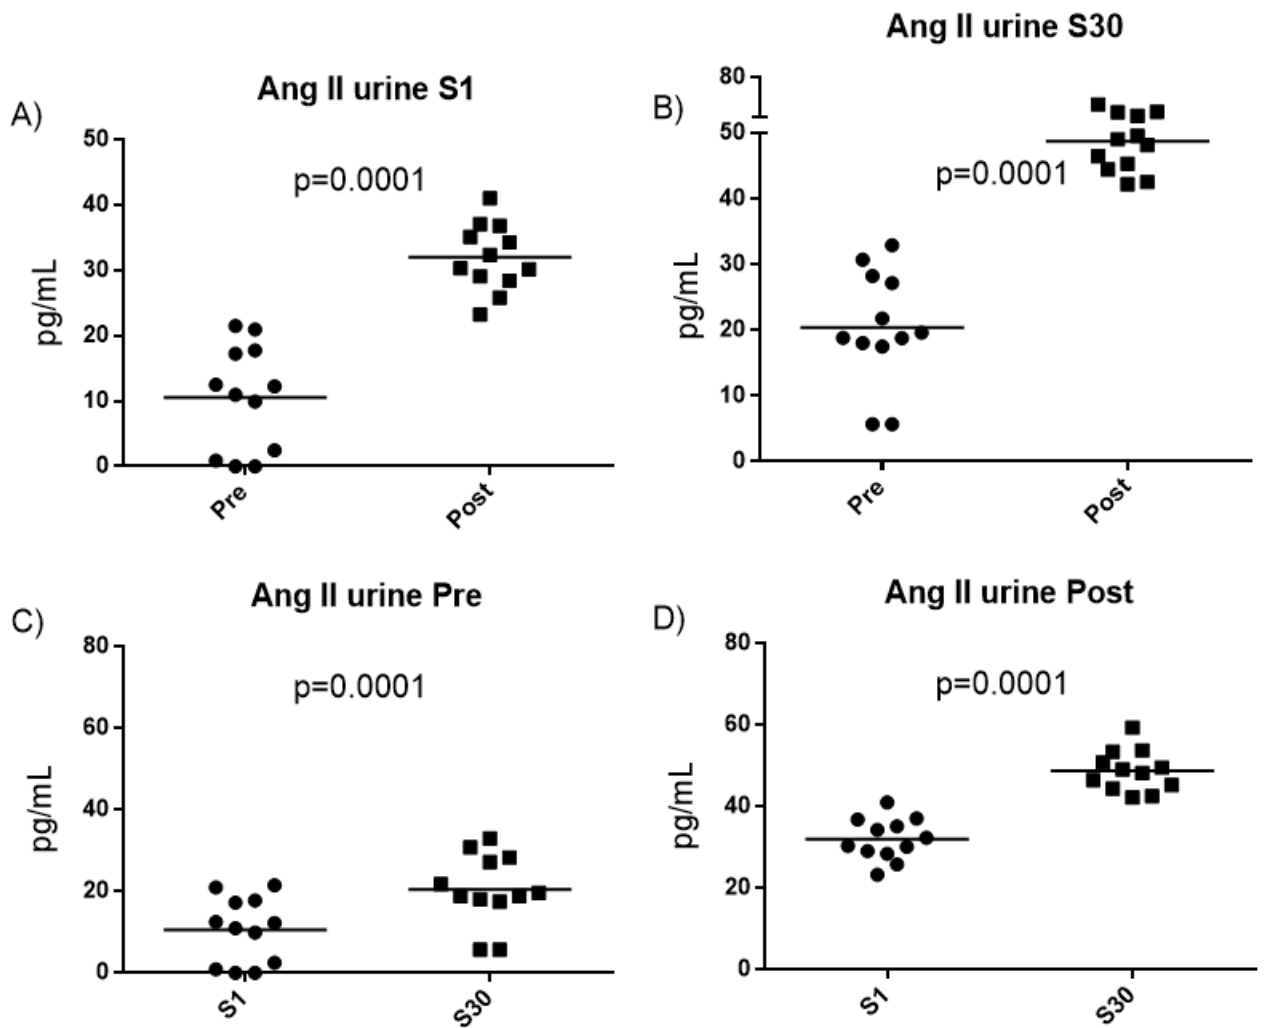 A)
Ang II urine S1
p=0.0001
pg/mL
50
40
30
20
10
0
Pre
Post
B)
Ang II urine S30
p=0.0001
pg/mL
80
50
40
30
20
10
0
Pre
Post
C)
Ang II urine Pre
p=0.0001
pg/mL
80
60
40
20
0
S1
S30
D)
Ang II urine Post
p=0.0001
pg/mL
80
60
40
20
0
S1
S30